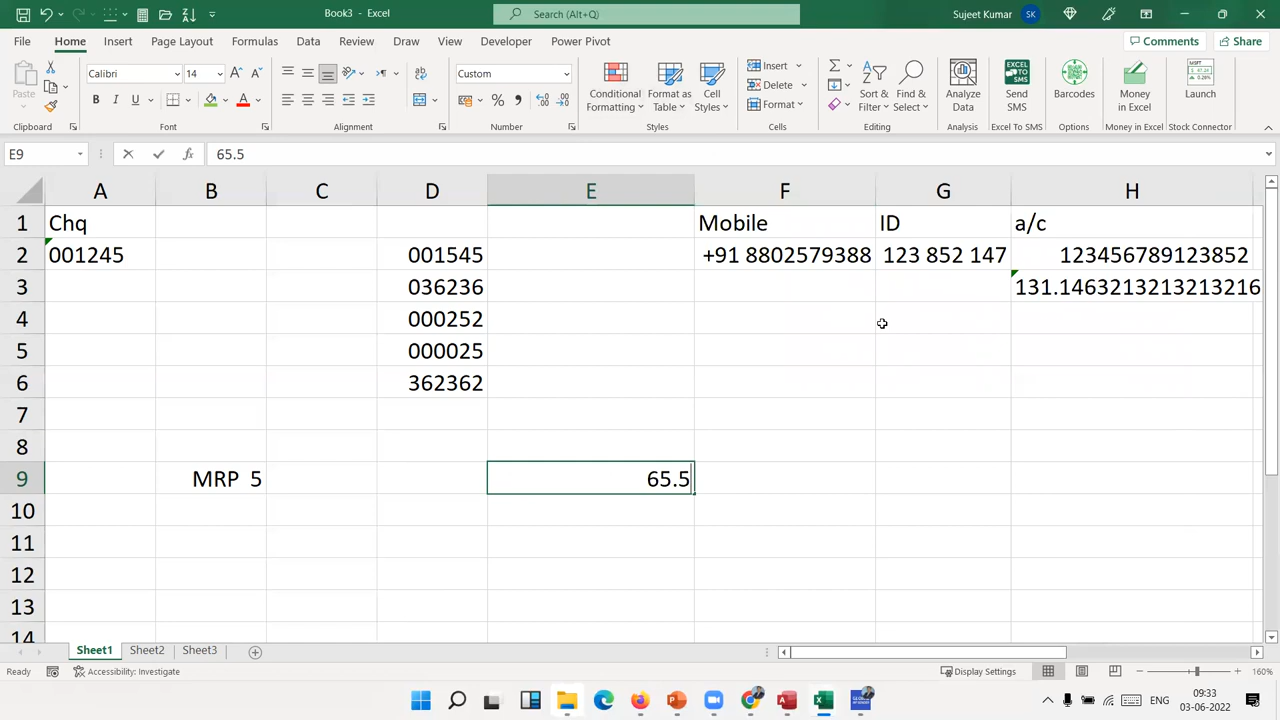 Book3 - Excel
Search (Alt+Q)
Sujeet Kumar
SK
File Home Insert Page Layout Formulas Data Review View Developer Power Pivot
Comments
Share
Paste
Calibri
14
B I U
Custom
Conditional Formatting
Format as Table
Cell Styles
Insert
Delete
Format
Sort & Filter
Find & Select
Analyze Data
Send SMS
Barcodes
Money in Excel
Launch
Clipboard Font Alignment Number Styles Cells Editing Analysis Excel To SMS Options Money in Excel Stock Connector
E9
fx
65.5
A B C D E F G H
1 Chq Mobile ID a/c
2 001245 001545 +91 8802579388 123 852 147 123456789123852
3 036236 131.1463213213213216
4 000252
5 000025
6 362362
7
8
9 MRP 5 65.5
10
11
12
13
14
Sheet1 Sheet2 Sheet3
Ready
Accessibility: Investigate
Display Settings
160%
ENG
09:33
03-06-2022